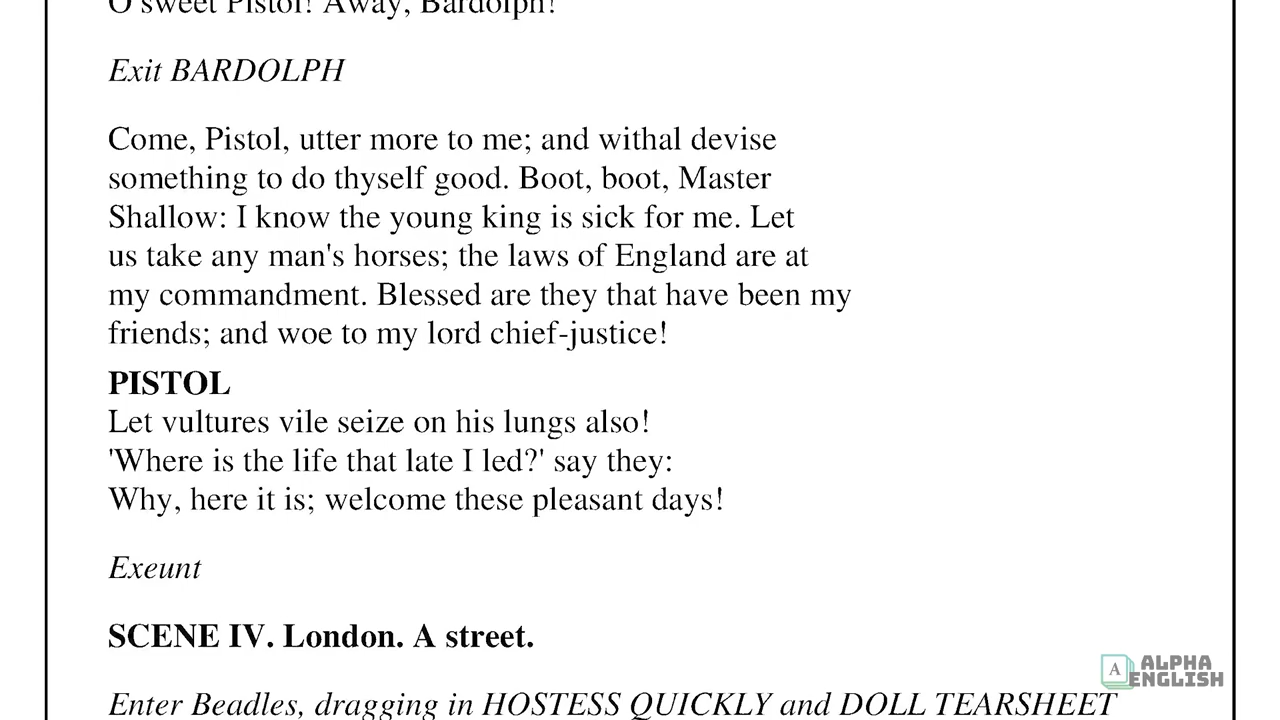 O sweet Pistol! Away, Bardolph!
Exit BARDOLPH
Come, Pistol, utter more to me; and withal devise
something to do thyself good. Boot, boot, Master
Shallow: I know the young king is sick for me. Let
us take any man's horses; the laws of England are at
my commandment. Blessed are they that have been my
friends; and woe to my lord chief-justice!
PISTOL
Let vultures vile seize on his lungs also!
'Where is the life that late I led?' say they:
Why, here it is; welcome these pleasant days!
Exeunt
SCENE IV. London. A street.
Enter Beadles, dragging in HOSTESS QUICKLY and DOLL TEARSHEET
A ALPHA
ENGLISH